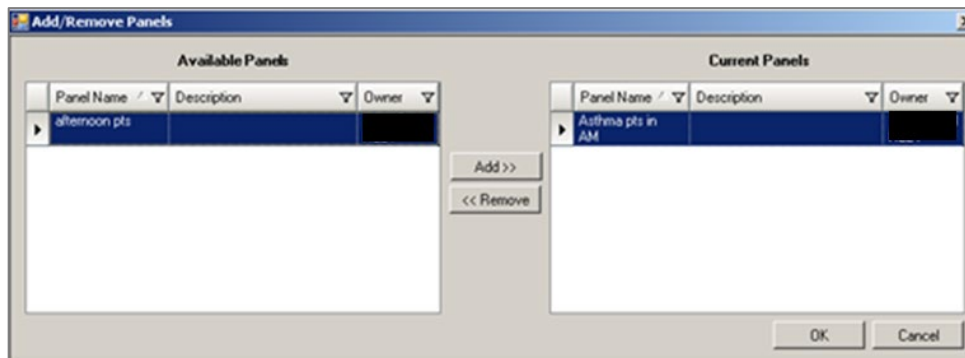 Add/Remove Panels
Available Panels
Current Panels
Panel Name Description Owner
Panel Name Description Owner
afternoon pts
Asthma pts in
AM
Add >>
<< Remove
OK Cancel